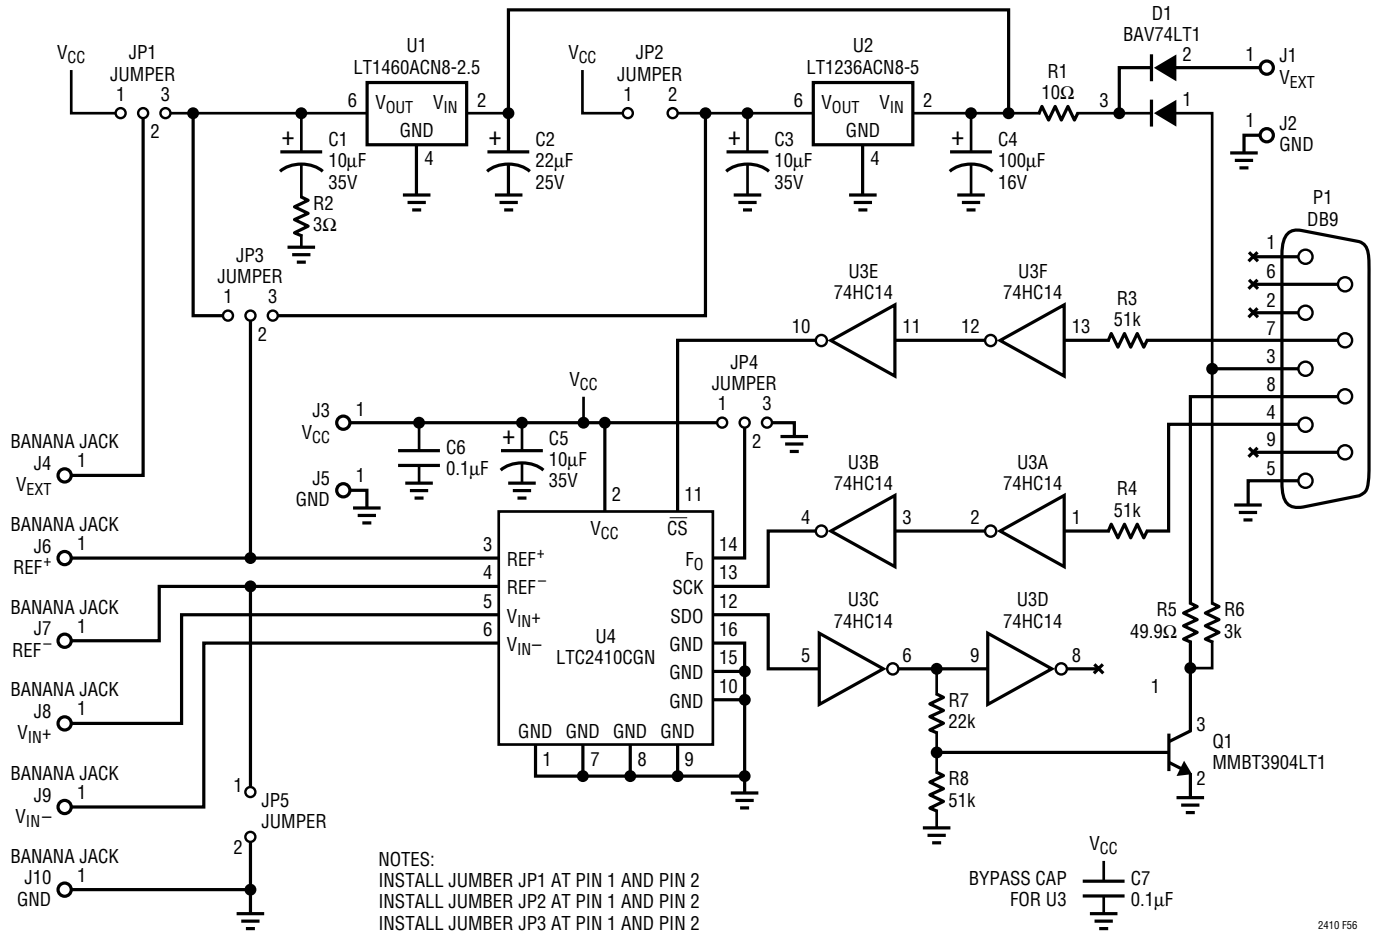 VCC
JP1
JUMPER
1
3
2
U1
LT1460ACN8-2.5
6
VOUT
VIN
GND
2
4
+
C1
10µF
35V
R2
3Ω
+
C2
22µF
25V
VCC
JP2
JUMPER
1
2
U2
LT1236ACN8-5
6
VOUT
VIN
GND
2
4
+
C3
10µF
35V
+
C4
100µF
16V
R1
10Ω
3
D1
BAV74LT1
2
1
1
J1
VEXT
1
J2
GND
P1
DB9
1
6
2
7
3
8
4
9
5
JP3
JUMPER
1
3
2
U3E
74HC14
10
11
U3F
74HC14
12
13
R3
51k
VCC
JP4
JUMPER
1
3
2
J3
VCC
1
C6
0.1µF
+
C5
10µF
35V
J5
GND
1
BANANA JACK
J4
VEXT
1
BANANA JACK
J6
REF+
1
BANANA JACK
J7
REF–
1
BANANA JACK
J8
VIN+
1
BANANA JACK
J9
VIN–
1
BANANA JACK
J10
GND
1
2
11
VCC
CS
3
REF+
4
REF–
5
VIN+
6
VIN–
U4
LTC2410CGN
FO
14
SCK
13
SDO
12
GND
16
GND
15
GND
10
GND
GND
GND
GND
1
7
8
9
U3B
74HC14
4
3
U3A
74HC14
2
1
R4
51k
U3C
74HC14
5
6
U3D
74HC14
9
8
R7
22k
R8
51k
R5
49.9Ω
R6
3k
1
3
Q1
MMBT3904LT1
2
1
JP5
JUMPER
2
NOTES:
INSTALL JUMBER JP1 AT PIN 1 AND PIN 2
INSTALL JUMBER JP2 AT PIN 1 AND PIN 2
INSTALL JUMBER JP3 AT PIN 1 AND PIN 2
VCC
BYPASS CAP
FOR U3
C7
0.1µF
2410 F56